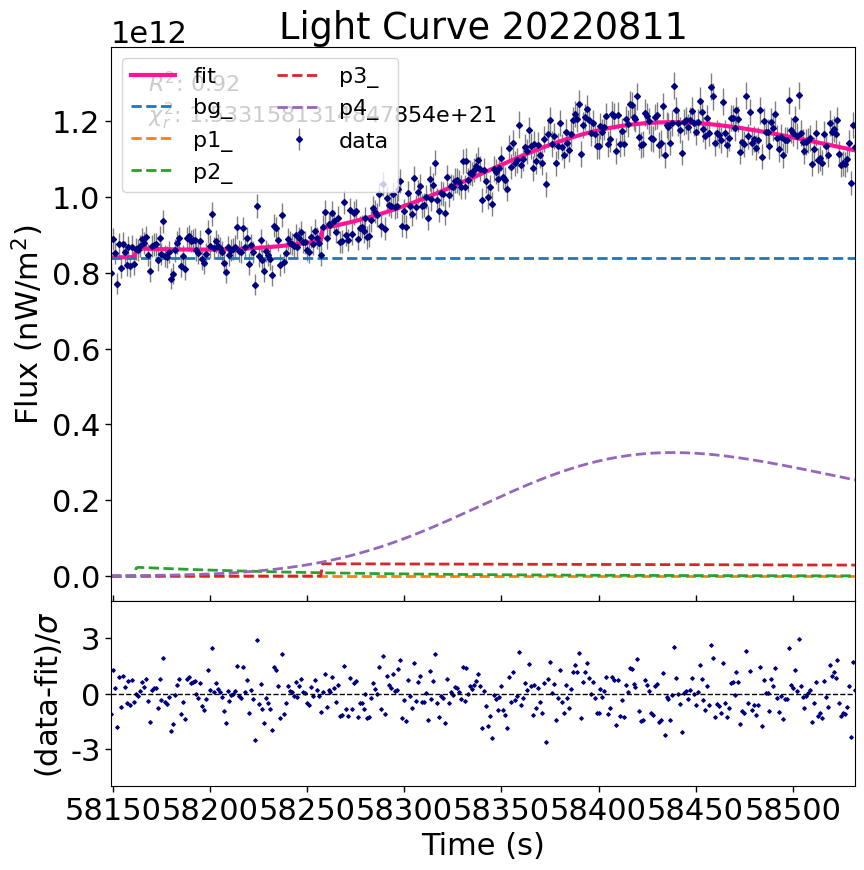 Light Curve 20220811
1e12
fit
bg_
p1_
p2_
p3_
p4_
data
R²: 0.92
854e+21
Flux (nW/m²)
1.2
1.0
0.8
0.6
0.4
0.2
0.0
(data-fit)/σ
3
0
-3
58150 58200 58250 58300 58350 58400 58450 58500
Time (s)